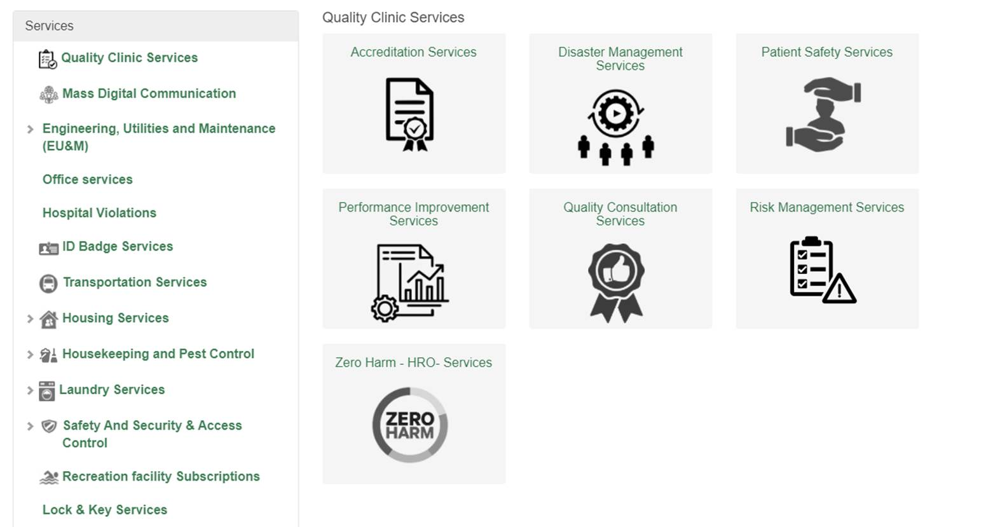 Services
Quality Clinic Services
Mass Digital Communication
Engineering, Utilities and Maintenance
(EU&M)
Office services
Hospital Violations
ID Badge Services
Transportation Services
Housing Services
Housekeeping and Pest Control
Laundry Services
Safety And Security & Access
Control
Recreation facility Subscriptions
Lock & Key Services
Quality Clinic Services
Accreditation Services
Disaster Management
Services
Patient Safety Services
Performance Improvement
Services
Quality Consultation
Services
Risk Management Services
Zero Harm - HRO- Services
ZERO
HARM